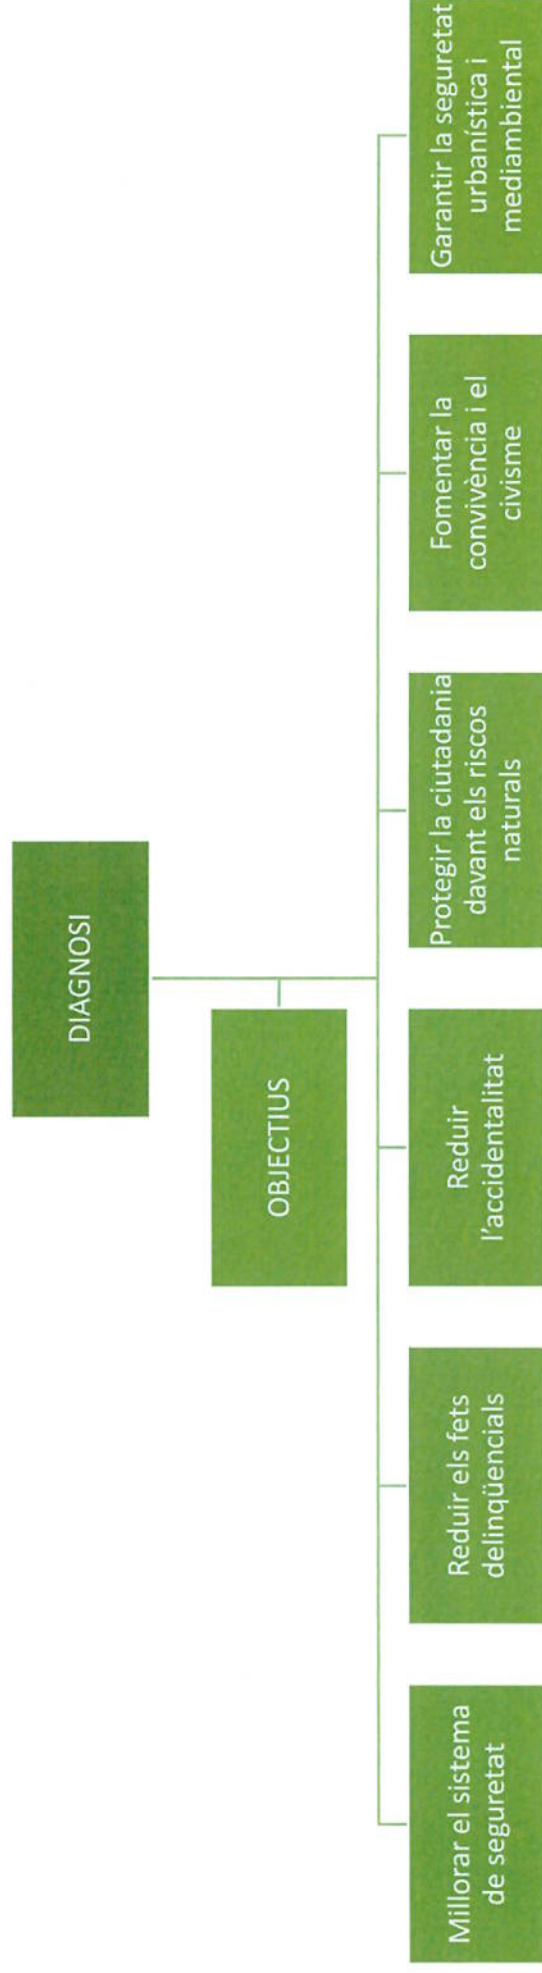 DIAGNOSI
OBJECTIUS
Millorar el sistema
de seguretat
Reduir els fets
delinqüencials
Reduir
l'accidentalitat
Protegir la ciutadania
davant els riscos
naturals
Fomentar la
convivència i el
civisme
Garantir la seguretat
urbanística i
mediambiental